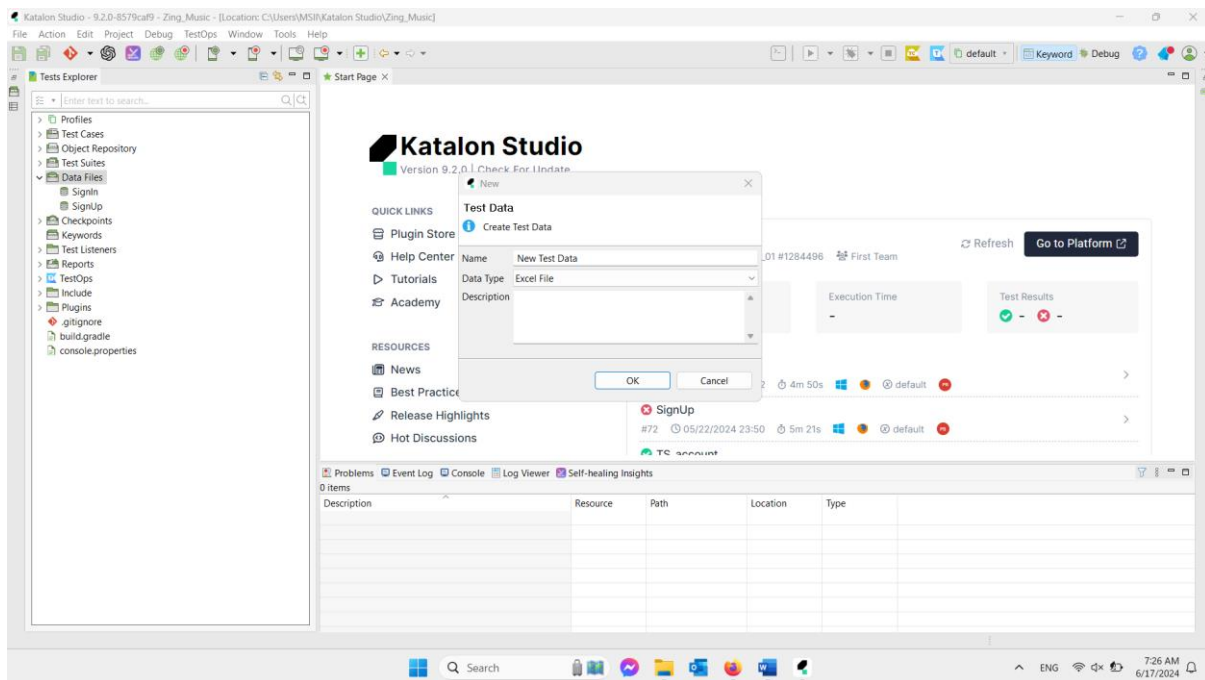 Katalon Studio - 9.2.0-8579caf9 - Zing_Music - [Location: C:\Users\MSII\Katalon Studio\Zing_Music]
File Action Edit Project Debug TestOps Window Tools Help
default Keyword Debug
Tests Explorer
Start Page
Enter text to search...
Profiles
Test Cases
Object Repository
Test Suites
Data Files
SignIn
SignUp
Checkpoints
Keywords
Test Listeners
Reports
TestOps
Include
Plugins
.gitignore
build.gradle
console.properties
Katalon Studio
Version 9.2.0 | Check For Update
QUICK LINKS
Plugin Store
Help Center
Tutorials
Academy
RESOURCES
News
Best Practice
Release Highlights
Hot Discussions
New
Test Data
Create Test Data
Name New Test Data
Data Type Excel File
Description
OK Cancel
Refresh Go to Platform
_01 #1284496 First Team
Execution Time
-
Test Results
- -
4m 50s default
SignUp
#72 05/22/2024 23:50 5m 21s default
TS_account
Problems Event Log Console Log Viewer Self-healing Insights
0 items
Description Resource Path Location Type
Search
ENG
7:26 AM
6/17/2024